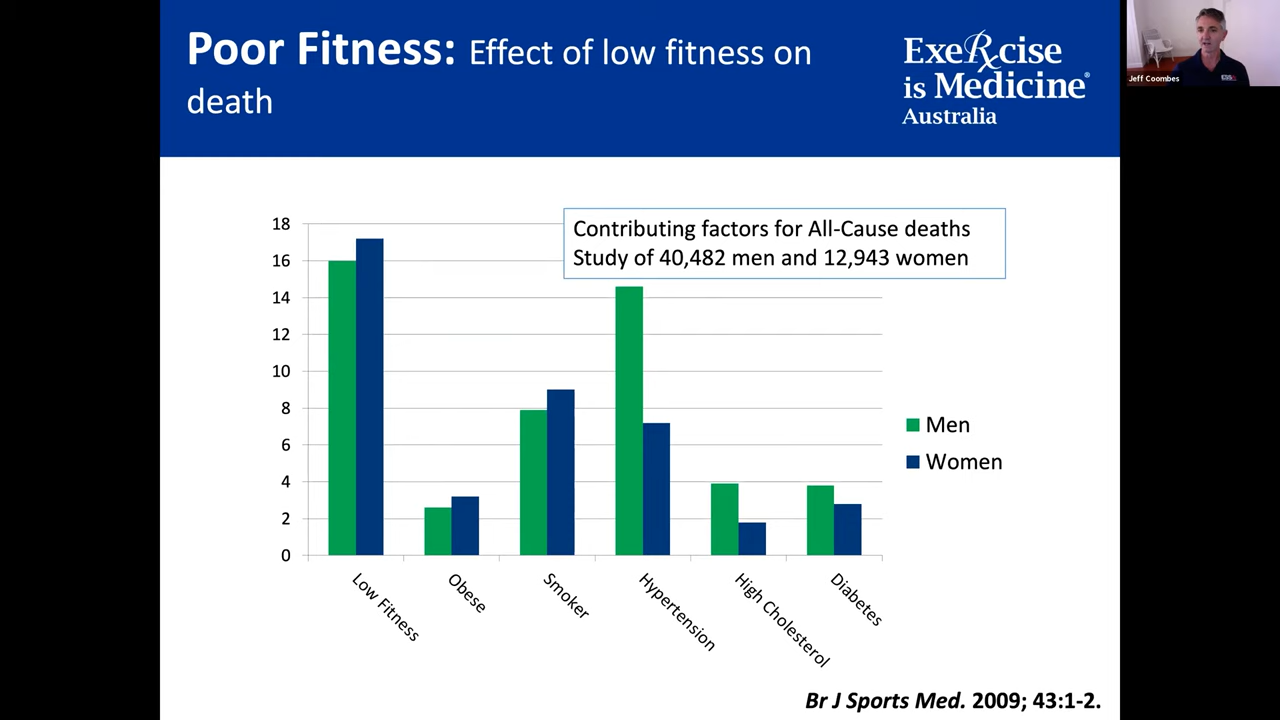 Poor Fitness: Effect of low fitness on
death
ExeRxcise
is Medicine®
Australia
Jeff Coombes
Contributing factors for All-Cause deaths
Study of 40,482 men and 12,943 women
18
16
14
12
10
8
6
4
2
0
Low Fitness
Obese
Smoker
Hypertension
High Cholesterol
Diabetes
Men
Women
Br J Sports Med. 2009; 43:1-2.